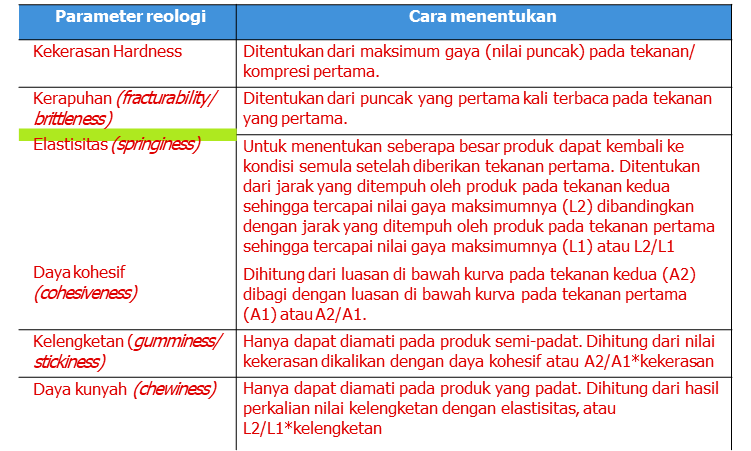 Parameter reologi
Cara menentukan
Kekerasan Hardness
Ditentukan dari maksimum gaya (nilai puncak) pada tekanan/
kompresi pertama.
Kerapuhan (fracturability/
brittleness)
Ditentukan dari puncak yang pertama kali terbaca pada tekanan
yang pertama.
Elastisitas (springiness)
Untuk menentukan seberapa besar produk dapat kembali ke
kondisi semula setelah diberikan tekanan pertama. Ditentukan
dari jarak yang ditempuh oleh produk pada tekanan kedua
sehingga tercapai nilai gaya maksimumnya (L2) dibandingkan
dengan jarak yang ditempuh oleh produk pada tekanan pertama
sehingga tercapai nilai gaya maksimumnya (L1) atau L2/L1
Daya kohesif
(cohesiveness)
Dihitung dari luasan di bawah kurva pada tekanan kedua (A2)
dibagi dengan luasan di bawah kurva pada tekanan pertama
(A1) atau A2/A1.
Kelengketan (gumminess/
stickiness)
Hanya dapat diamati pada produk semi-padat. Dihitung dari nilai
kekerasan dikalikan dengan daya kohesif atau A2/A1*kekerasan
Daya kunyah (chewiness)
Hanya dapat diamati pada produk yang padat. Dihitung dari hasil
perkalian nilai kelengketan dengan elastisitas, atau
L2/L1*kelengketan